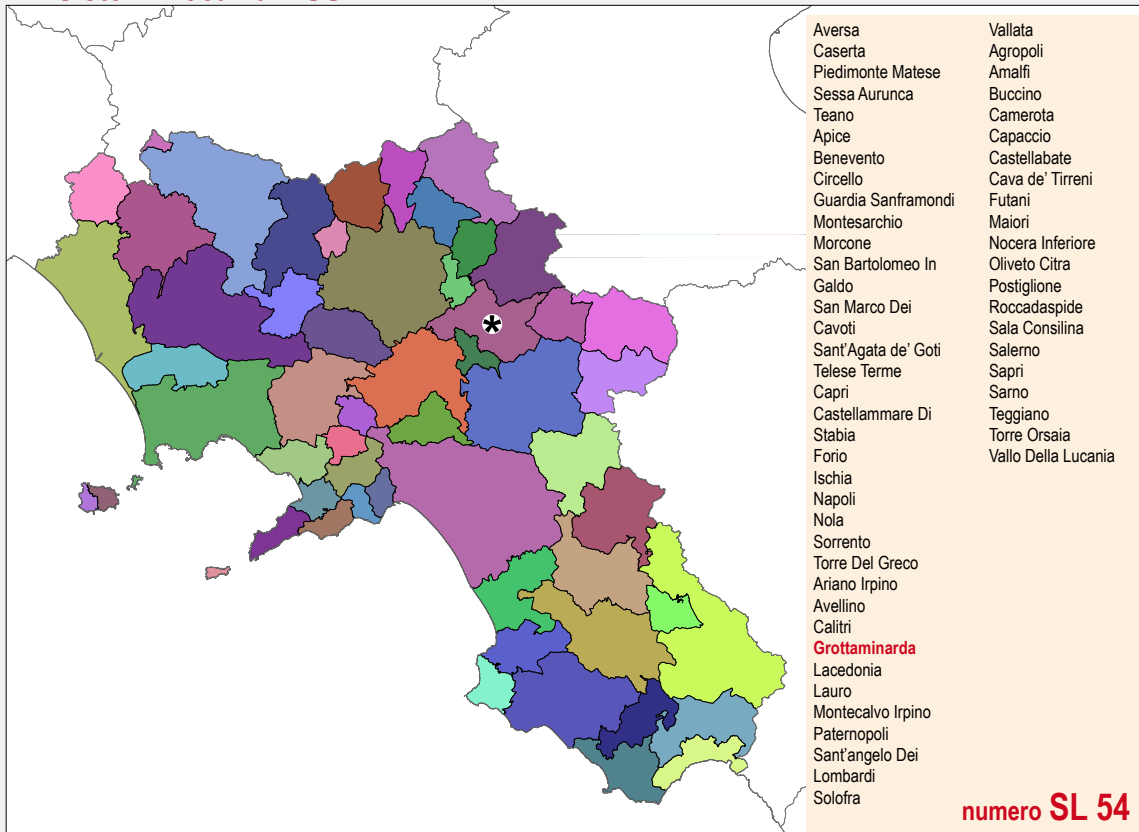 Aversa
Caserta
Piedimonte Matese
Sessa Aurunca
Teano
Apice
Benevento
Circello
Guardia Sanframondi
Montesarchio
Morcone
San Bartolomeo In
Galdo
San Marco Dei
Cavoti
Sant'Agata de' Goti
Telese Terme
Capri
Castellammare Di
Stabia
Forio
Ischia
Napoli
Nola
Sorrento
Torre Del Greco
Ariano Irpino
Avellino
Calitri
Grottaminarda
Lacedonia
Lauro
Montecalvo Irpino
Paternopoli
Sant'angelo Dei
Lombardi
Solofra
Vallata
Agropoli
Amalfi
Buccino
Camerota
Capaccio
Castellabate
Cava de' Tirreni
Futani
Maiori
Nocera Inferiore
Oliveto Citra
Postiglione
Roccadaspide
Sala Consilina
Salerno
Sapri
Sarno
Teggiano
Torre Orsaia
Vallo Della Lucania
numero SL 54